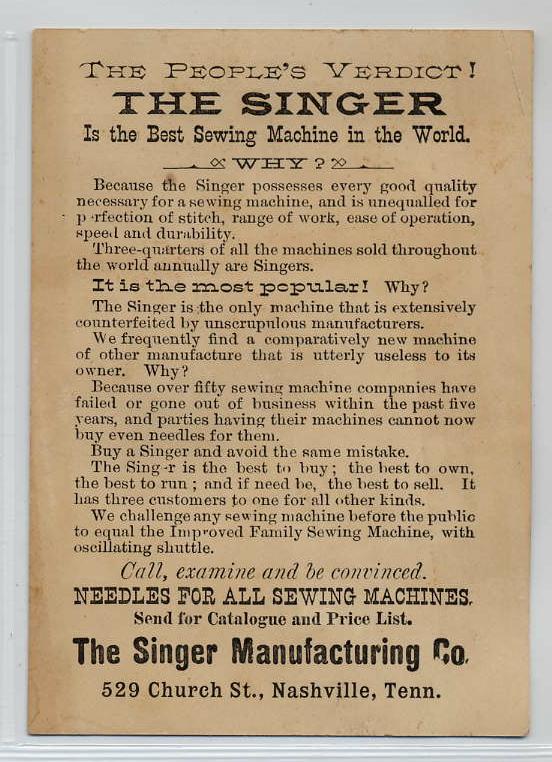 THE PEOPLE'S VERDICT!
THE SINGER
Is the Best Sewing Machine in the World.
WHY?
Because the Singer possesses every good quality
necessary for a sewing machine, and is unequalled for
p rfection of stitch, range of work, ease of operation,
speed and durability.
Three-quarters of all the machines sold throughout
the world annually are Singers.
It is the most popular! Why?
The Singer is the only machine that is extensively
counterfeited by unscrupulous manufacturers.
We frequently find a comparatively new machine
of other manufacture that is utterly useless to its
owner. Why?
Because over fifty sewing machine companies have
failed or gone out of business within the past five
years, and parties having their machines cannot now
buy even needles for them.
Buy a Singer and avoid the same mistake.
The Sing-r is the best to buy; the best to own,
the best to run; and if need be, the best to sell. It
has three customers to one for all other kinds.
We challenge any sewing machine before the public
to equal the Improved Family Sewing Machine, with
oscillating shuttle.
Call, examine and be convinced.
NEEDLES FOR ALL SEWING MACHINES.
Send for Catalogue and Price List.
The Singer Manufacturing Co.
529 Church St., Nashville, Tenn.